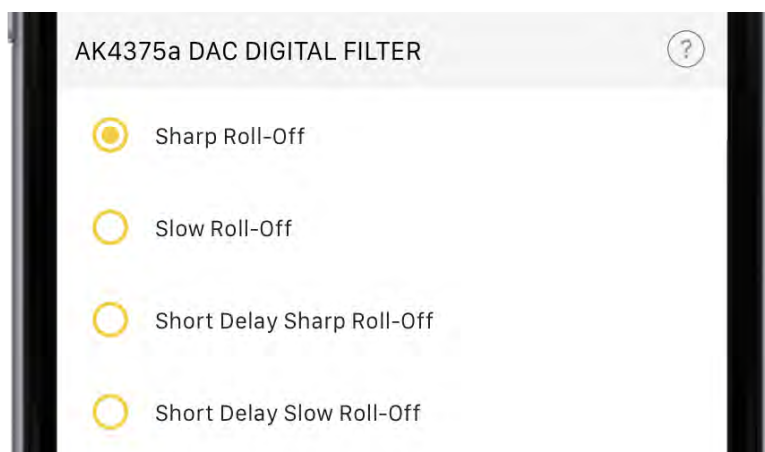 AK4375a DAC DIGITAL FILTER ?
Sharp Roll-Off
Slow Roll-Off
Short Delay Sharp Roll-Off
Short Delay Slow Roll-Off